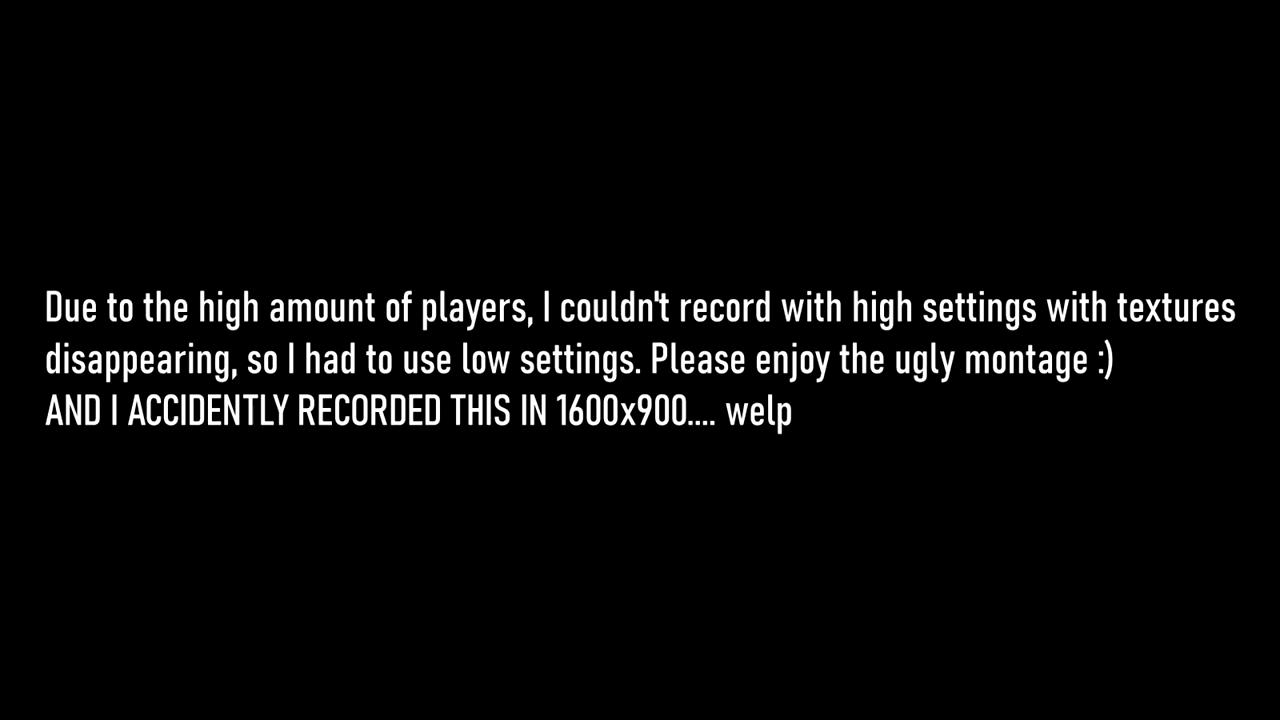 Due to the high amount of players, I couldn't record with high settings with textures
disappearing, so I had to use low settings. Please enjoy the ugly montage :)
AND I ACCIDENTLY RECORDED THIS IN 1600x900.... welp